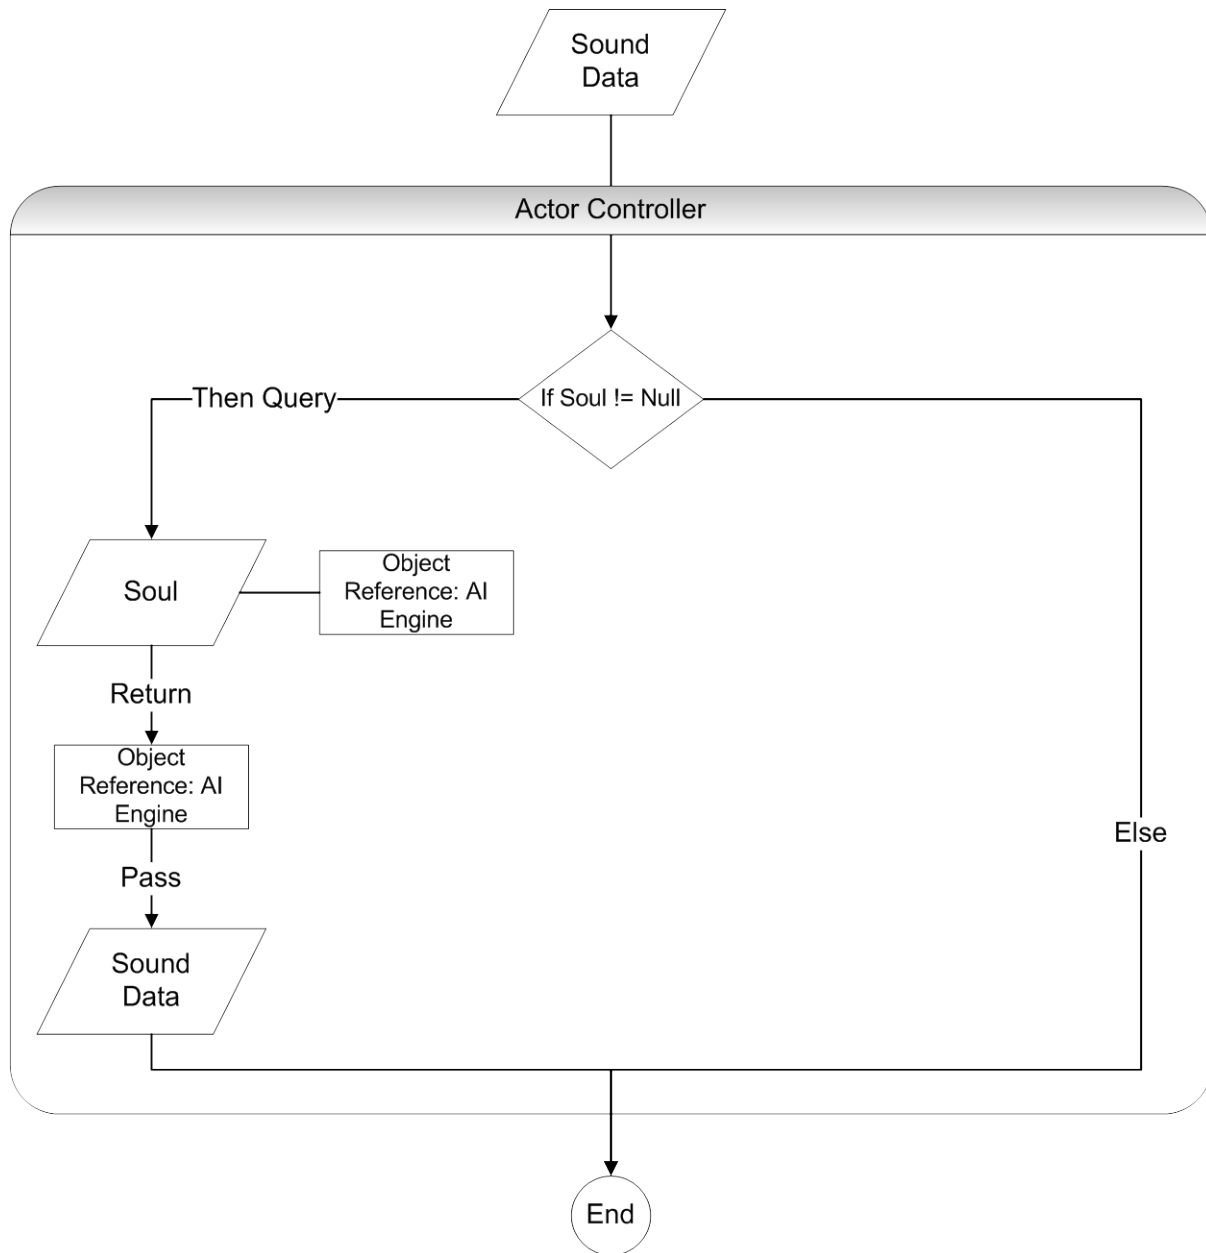 Sound
Data
Actor Controller
If Soul != Null
Then Query
Soul
Object
Reference: AI
Engine
Return
Object
Reference: AI
Engine
Else
Pass
Sound
Data
End